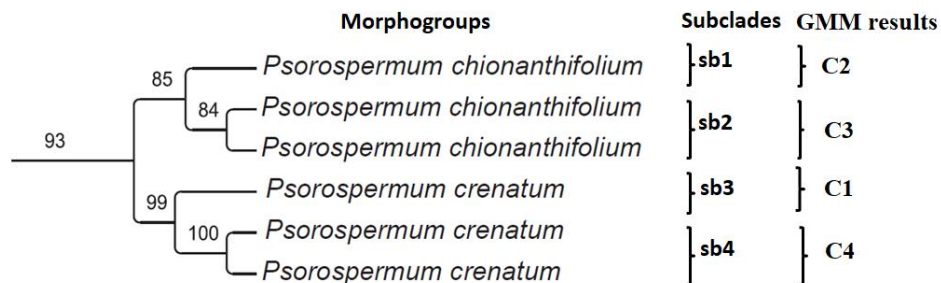 Morphogroups Subclades GMM results
Psorospermum chionanthifolium sb1 C2
85
Psorospermum chionanthifolium
84 sb2 C3
Psorospermum chionanthifolium
93
Psorospermum crenatum sb3 C1
99
Psorospermum crenatum
100 sb4 C4
Psorospermum crenatum